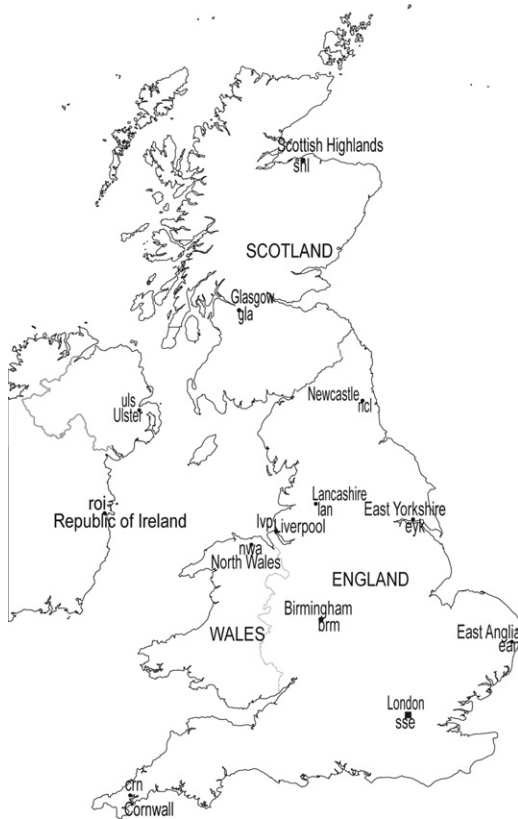 Scottish Highlands
shl
SCOTLAND
Glasgow
gla
Newcastle
ncl
uls
Ulster
Lancashire
lan
East Yorkshire
eyk
roi
Republic of Ireland
lvp
Liverpool
nwa
North Wales
ENGLAND
Birmingham
brm
WALES
East Anglia
ean
London
sse
crn
Cornwall